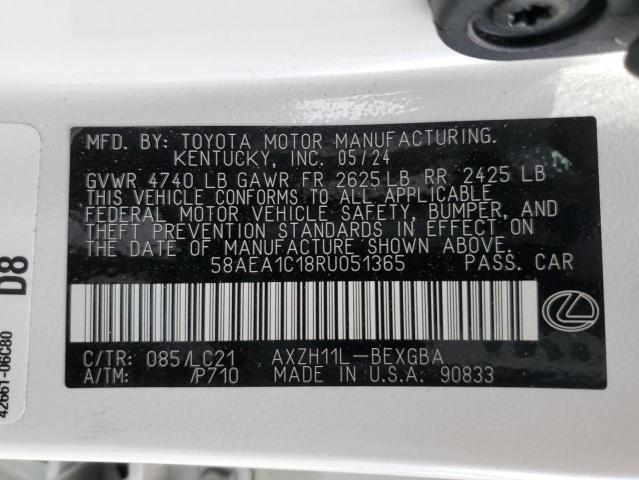 MFD. BY: TOYOTA MOTOR MANUFACTURING.
KENTUCKY, INC. 05/24
GVWR 4740 LB GAWR FR 2625 LB RR 2425 LB
THIS VEHICLE CONFORMS TO ALL APPLICABLE
FEDERAL MOTOR VEHICLE SAFETY, BUMPER, AND
THEFT PREVENTION STANDARDS IN EFFECT ON
THE DATE OF MANUFACTURE SHOWN ABOVE.
58AEA1C18RU051365 PASS. CAR
C/TR: 085/LC21 AXZH11L-BEXGBA
A/TM: /P710 MADE IN U.S.A. 90833
D8
42661-06C80